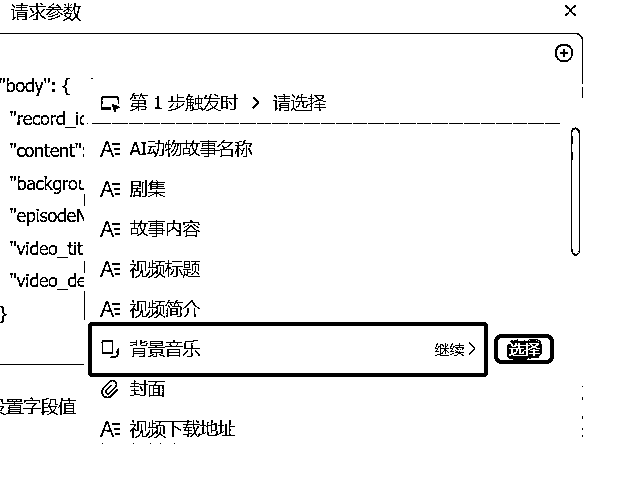 请求参数
"body": {
第 1 步触发时 > 请选择
"record_id
"content":
AI动物故事名称
"backgrou
剧集
"episodeN
故事内容
"video_tit
视频标题
"video_de
视频简介
}
背景音乐 继续 选择
封面
设置字段值
视频下载地址